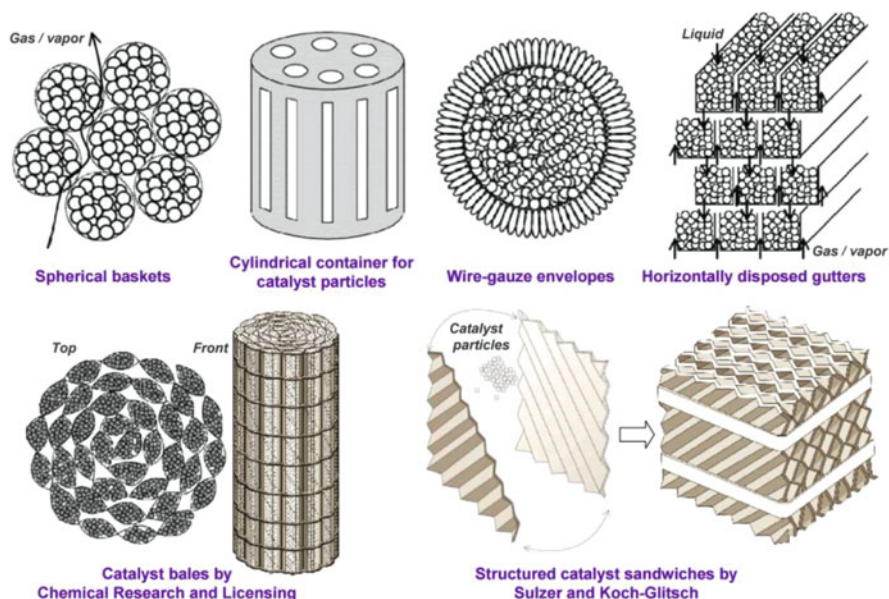 Gas / vapor
Spherical baskets
Cylindrical container for
catalyst particles
Wire-gauze envelopes
Liquid
Gas / vapor
Horizontally disposed gutters
Top
Front
Catalyst bales by
Chemical Research and Licensing
Catalyst
particles
Structured catalyst sandwiches by
Sulzer and Koch-Glitsch